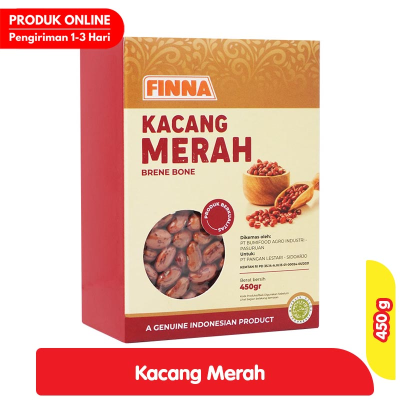 PRODUK ONLINE
Pengiriman 1-3 Hari
FINNA
KACANG
MERAH
BRENE BONE
PRODUK BERKUALITAS
Dikemas oleh:
PT BUMIFOOD AGRO INDUSTRI -
PASURUAN
Untuk:
PT PANGAN LESTARI - SIDOARJO
Berat bersih:
450gr
A GENUINE INDONESIAN PRODUCT
450 g
Kacang Merah